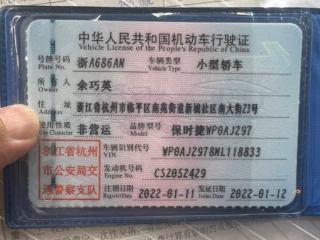 中华人民共和国机动车行驶证
Vehicle License of the People's Republic of China
号牌号码 浙A686AN 车辆类型 小型轿车
Plate No. Vehicle Type
所有人 余巧英
Owner
住址 浙江省杭州市临平区南苑街道新城社区南大街23号
Address
使用性质 非营运 品牌型号 保时捷WP0AJ297
Use Character Model
浙江省杭州市公安局交通警察支队
车辆识别代号 WP0AJ2978ML118833
VIN
发动机号码 CSZ052429
Engine No.
注册日期 2022-01-11 发证日期 2022-01-12
Register Date Issue Date